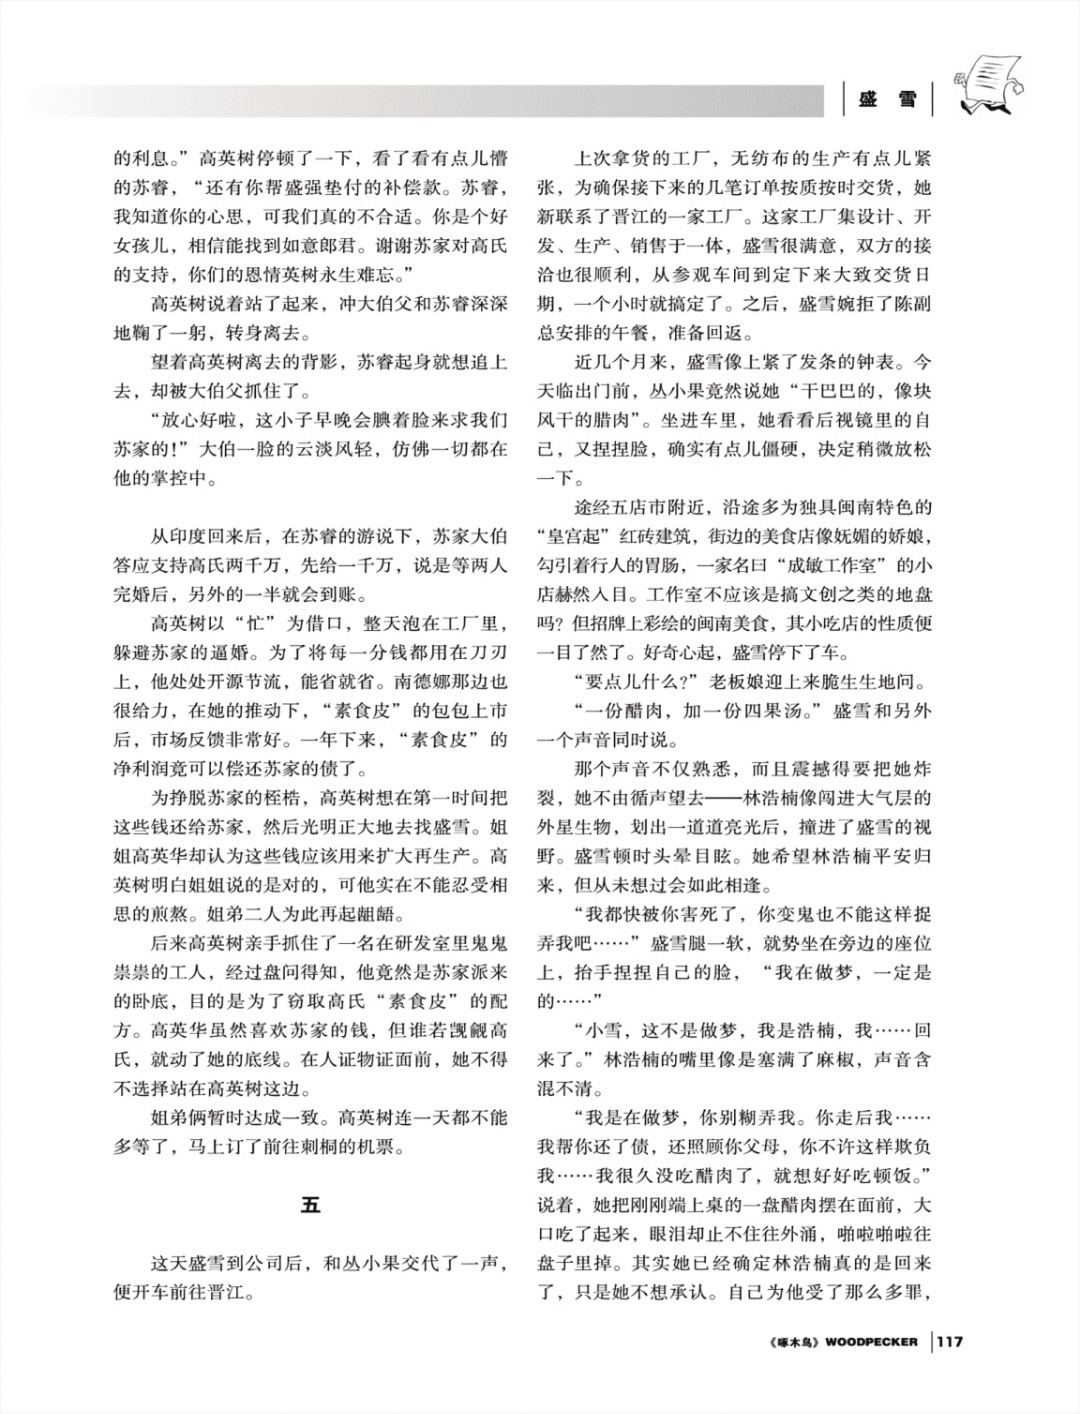 盛 雪
的利息。”高英树停顿了一下，看了看有点儿懵
的苏睿，“还有你帮盛强垫付的补偿款。苏睿，
我知道你的心思，可我们真的不合适。你是个好
女孩儿，相信能找到如意郎君。谢谢苏家对高氏
的支持，你们的恩情英树永生难忘。”
高英树说着站了起来，冲大伯父和苏睿深深
地鞠了一躬，转身离去。
望着高英树离去的背影，苏睿起身就想追上
去，却被大伯父抓住了。
“放心好啦，这小子早晚会腆着脸来求我们
苏家的!”大伯一脸的云淡风轻，仿佛一切都在
他的掌控中。
从印度回来后，在苏睿的游说下，苏家大伯
答应支持高氏两千万，先给一千万，说是等两人
完婚后，另外的一半就会到账。
高英树以“忙”为借口，整天泡在工厂里，
躲避苏家的逼婚。为了将每一分钱都用在刀刃
上，他处处开源节流，能省就省。南德娜那边也
很给力，在她的推动下，“素食皮”的包包上市
后，市场反馈非常好。一年下来，“素食皮”的
净利润竟可以偿还苏家的债了。
为挣脱苏家的桎梏，高英树想在第一时间把
这些钱还给苏家，然后光明正大地去找盛雪。姐
姐高英华却认为这些钱应该用来扩大再生产。高
英树明白姐姐说的是对的，可他实在不能忍受相
思的煎熬。姐弟二人为此再起龃龉。
后来高英树亲手抓住了一名在研发室里鬼鬼
祟祟的工人，经过盘问得知，他竟然是苏家派来
的卧底，目的是为了窃取高氏“素食皮”的配
方。高英华虽然喜欢苏家的钱，但谁若觊觎高
氏，就动了她的底线。在人证物证面前，她不得
不选择站在高英树这边。
姐弟俩暂时达成一致。高英树连一天都不能
多等了，马上订了前往刺桐的机票。
五
这天盛雪到公司后，和丛小果交代了一声，
便开车前往晋江。
上次拿货的工厂，无纺布的生产有点儿紧
张，为确保接下来的几笔订单按质按时交货，她
新联系了晋江的一家工厂。这家工厂集设计、开
发、生产、销售于一体，盛雪很满意，双方的接
洽也很顺利，从参观车间到定下来大致交货日
期，一个小时就搞定了。之后，盛雪婉拒了陈副
总安排的午餐，准备回返。
近几个月来，盛雪像上紧了发条的钟表。今
天临出门前，丛小果竟然说她“干巴巴的，像块
风干的腊肉”。坐进车里，她看看后视镜里的自
己，又捏捏脸，确实有点儿僵硬，决定稍微放松
一下。
途经五店市附近，沿途多为独具闽南特色的
“皇宫起”红砖建筑，街边的美食店像妩媚的娇娘，
勾引着行人的胃肠，一家名曰“成敏工作室”的小
店赫然入目。工作室不应该是搞文创之类的地盘
吗？但招牌上彩绘的闽南美食，其小吃店的性质便
一目了然了。好奇心起，盛雪停下了车。
“要点儿什么?”老板娘迎上来脆生生地问。
“一份醋肉，加一份四果汤。”盛雪和另外
一个声音同时说。
那个声音不仅熟悉，而且震撼得要把她炸
裂，她不由循声望去——林浩楠像闯进大气层的
外星生物，划出一道道亮光后，撞进了盛雪的视
野。盛雪顿时头晕目眩。她希望林浩楠平安归
来，但从未想过会如此相逢。
“我都快被你害死了，你变鬼也不能这样捉
弄我吧……”盛雪腿一软，就势坐在旁边的座位
上，抬手捏捏自己的脸，“我在做梦，一定是
的……”
“小雪，这不是做梦，我是浩楠，我……回
来了。”林浩楠的嘴里像是塞满了麻椒，声音含
混不清。
“我是在做梦，你别糊弄我。你走后我……
我帮你还了债，还照顾你父母，你不许这样欺负
我……我很久没吃醋肉了，就想好好吃顿饭。”
说着，她把刚刚端上桌的一盘醋肉摆在面前，大
口吃了起来，眼泪却止不住往外涌，啪啦啪啦往
盘子里掉。其实她已经确定林浩楠真的是回来
了，只是她不想承认。自己为他受了那么多罪，
《啄木鸟》WOODPECKER 117